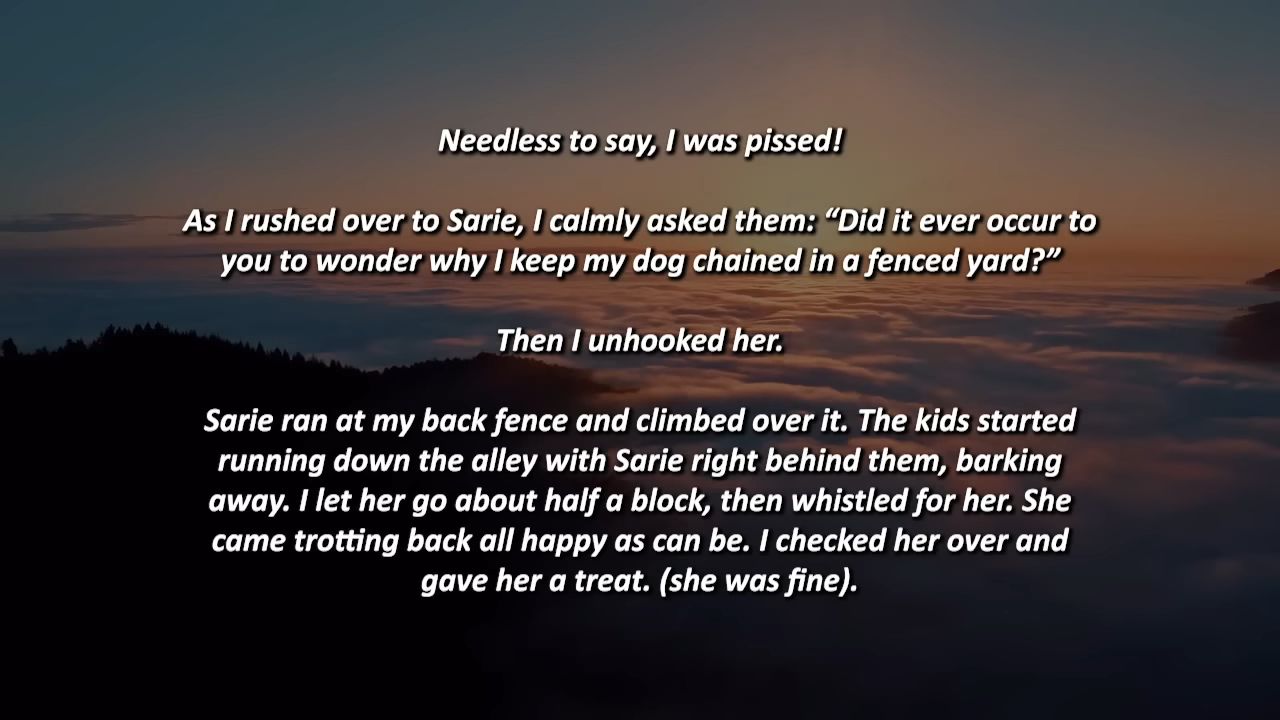 Needless to say, I was pissed!
As I rushed over to Sarie, I calmly asked them: “Did it ever occur to
you to wonder why I keep my dog chained in a fenced yard?”
Then I unhooked her.
Sarie ran at my back fence and climbed over it. The kids started
running down the alley with Sarie right behind them, barking
away. I let her go about half a block, then whistled for her. She
came trotting back all happy as can be. I checked her over and
gave her a treat. (she was fine).